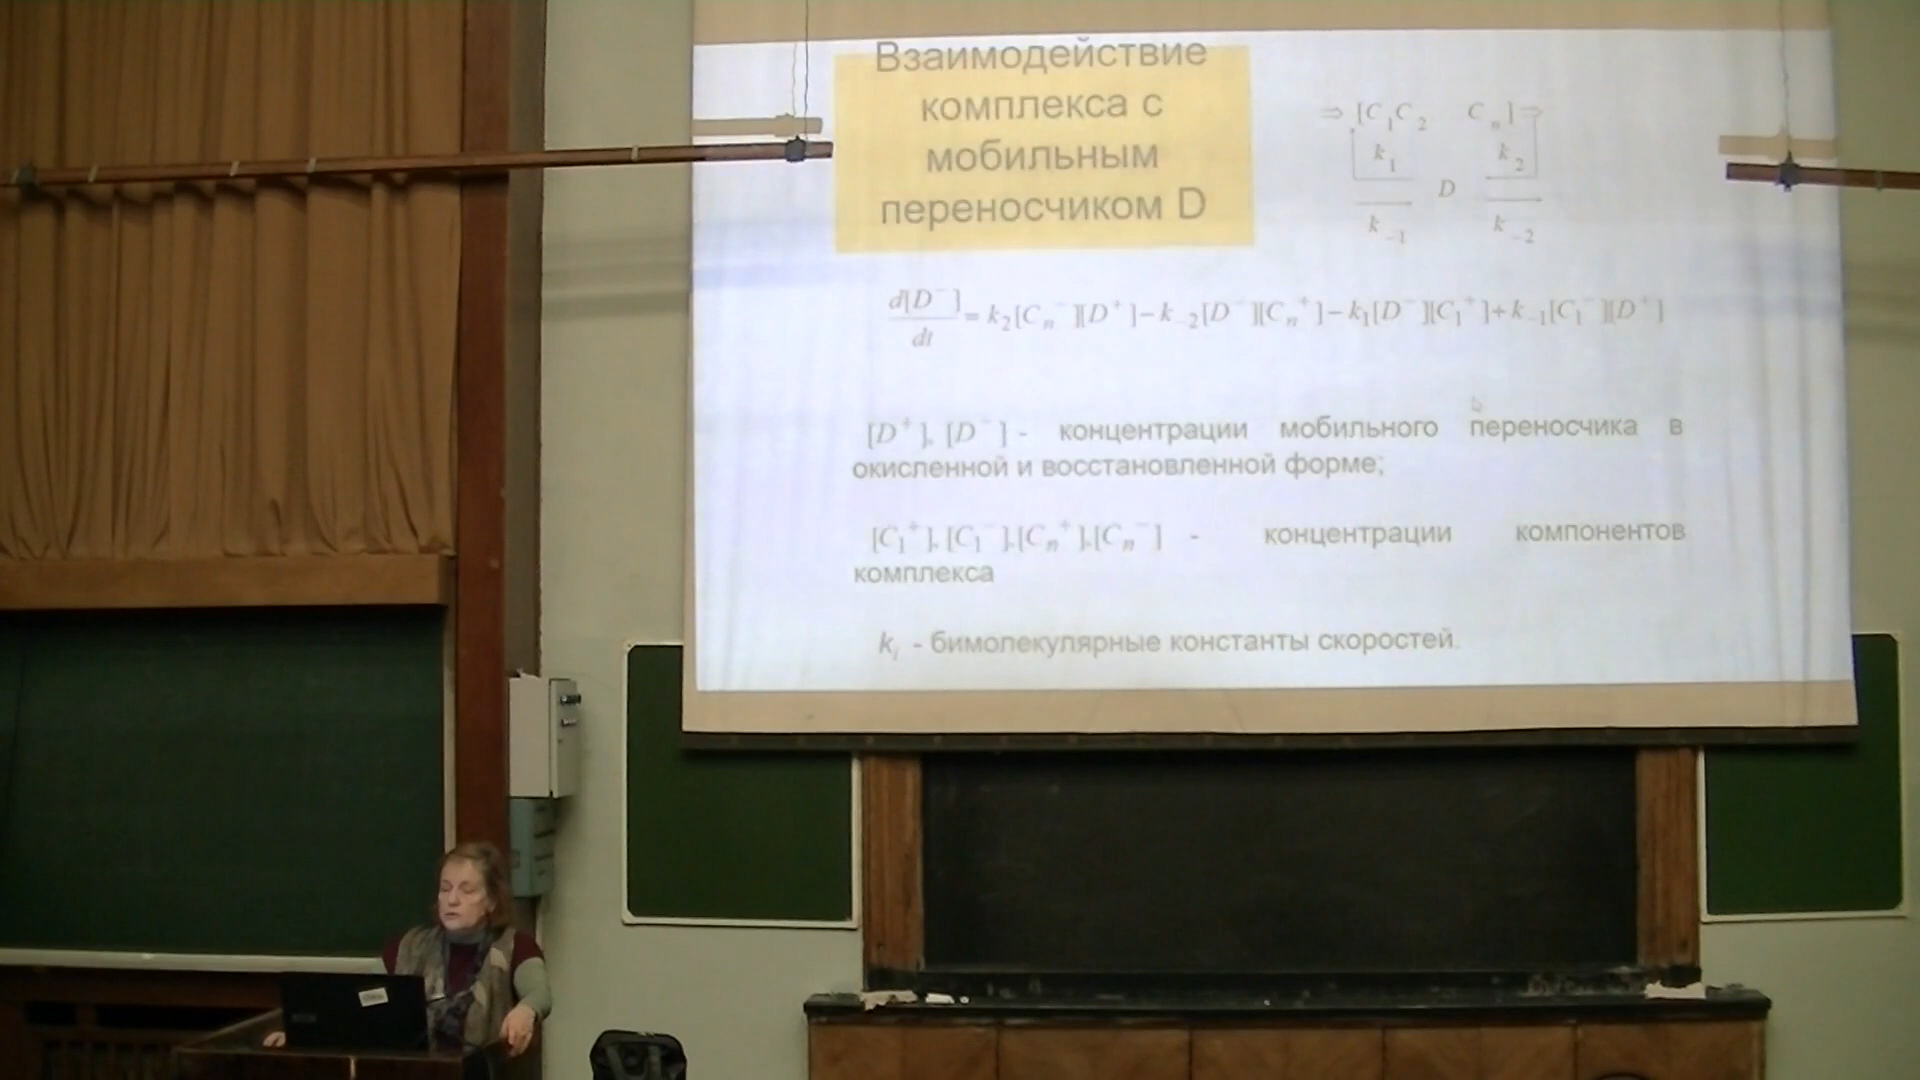 Взаимодействие
комплекса с
мобильным
переносчиком D
⇒ [C₁C₂ Cₙ]⇒
k₁ k₂
D
k₋₁ k₋₂
d[D⁻]/dt = k₂[Cₙ⁻][D⁺]−k₋₂[D⁻][Cₙ⁺]−k₁[D⁻][C₁⁺]+k₋₁[C₁⁻][D⁺]
[D⁺], [D⁻] - концентрации мобильного переносчика в
окисленной и восстановленной форме;
[C₁⁺],[C₁⁻],[Cₙ⁺],[Cₙ⁻] - концентрации компонентов
комплекса
kᵢ - бимолекулярные константы скоростей.